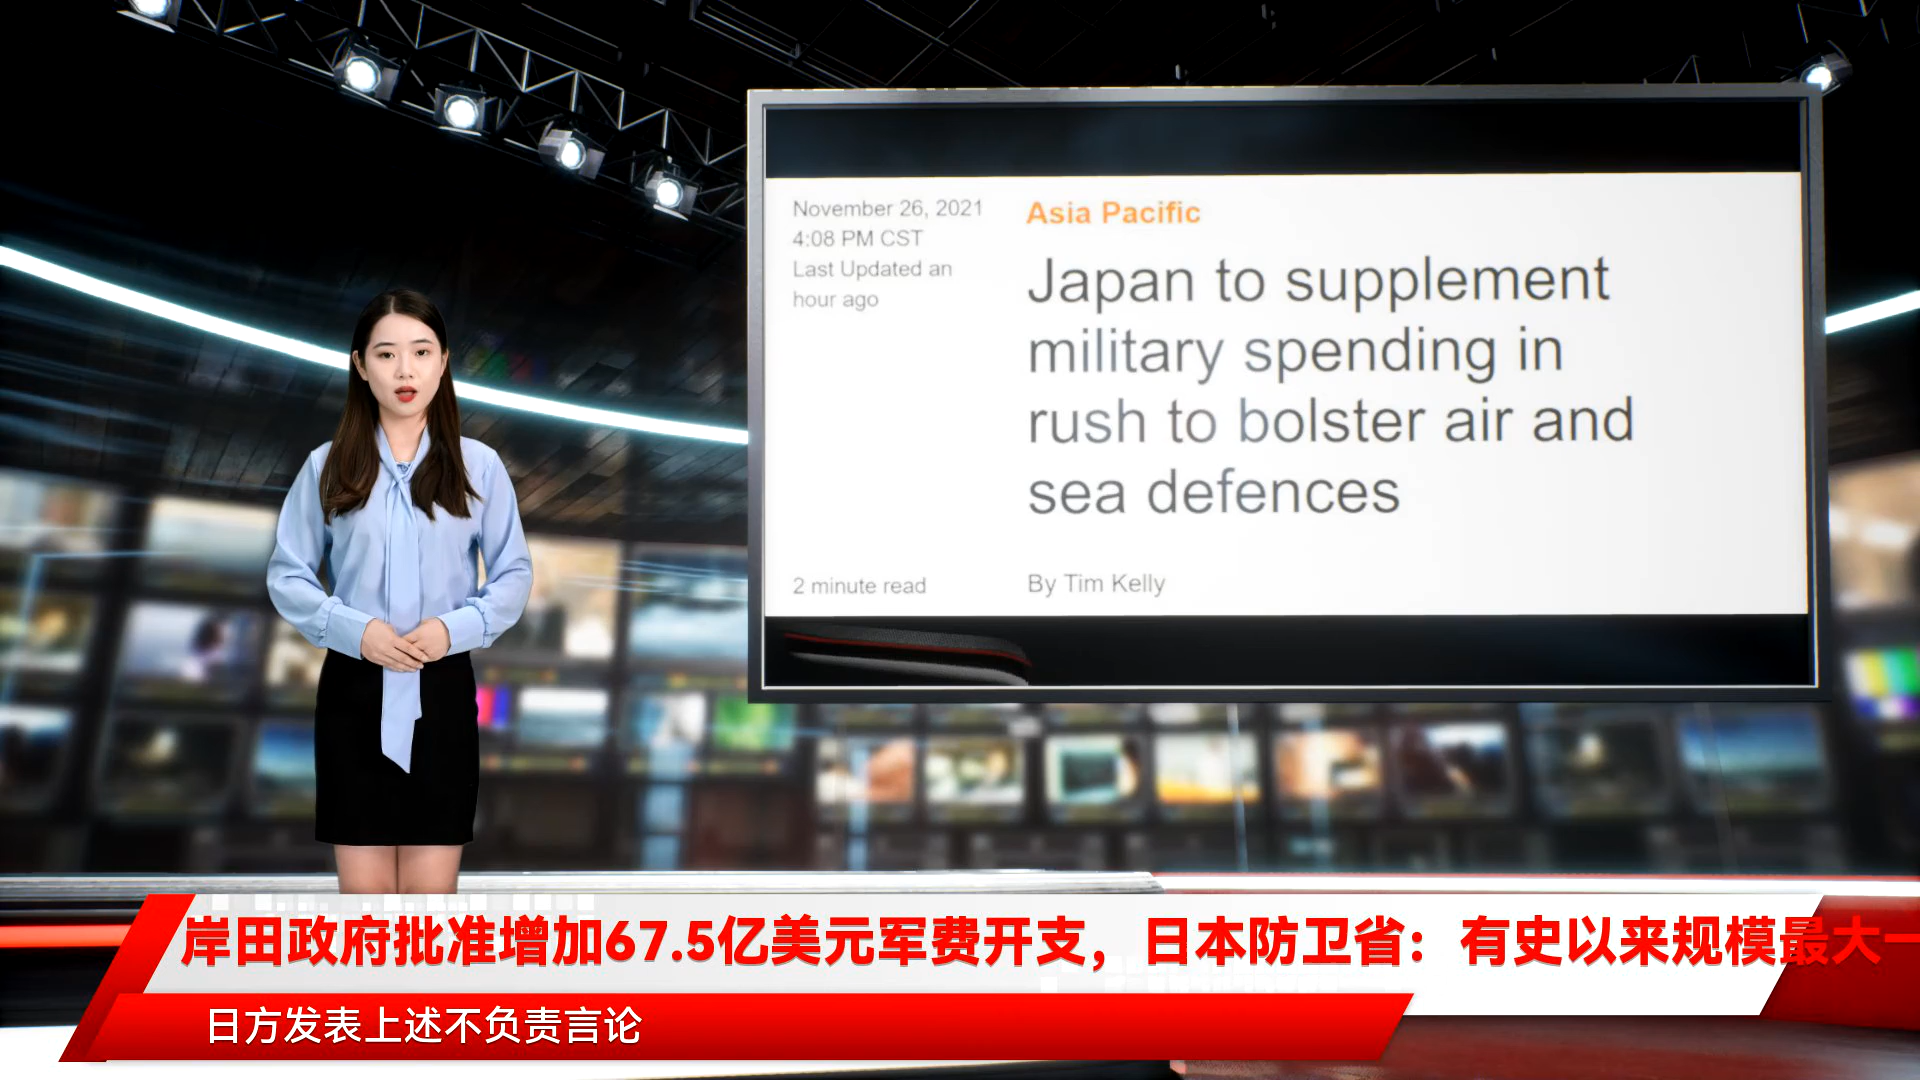 November 26, 2021
4:08 PM CST
Last Updated an
hour ago
Asia Pacific
Japan to supplement
military spending in
rush to bolster air and
sea defences
2 minute read
By Tim Kelly
岸田政府批准增加67.5亿美元军费开支，日本防卫省：有史以来规模最大一
日方发表上述不负责言论